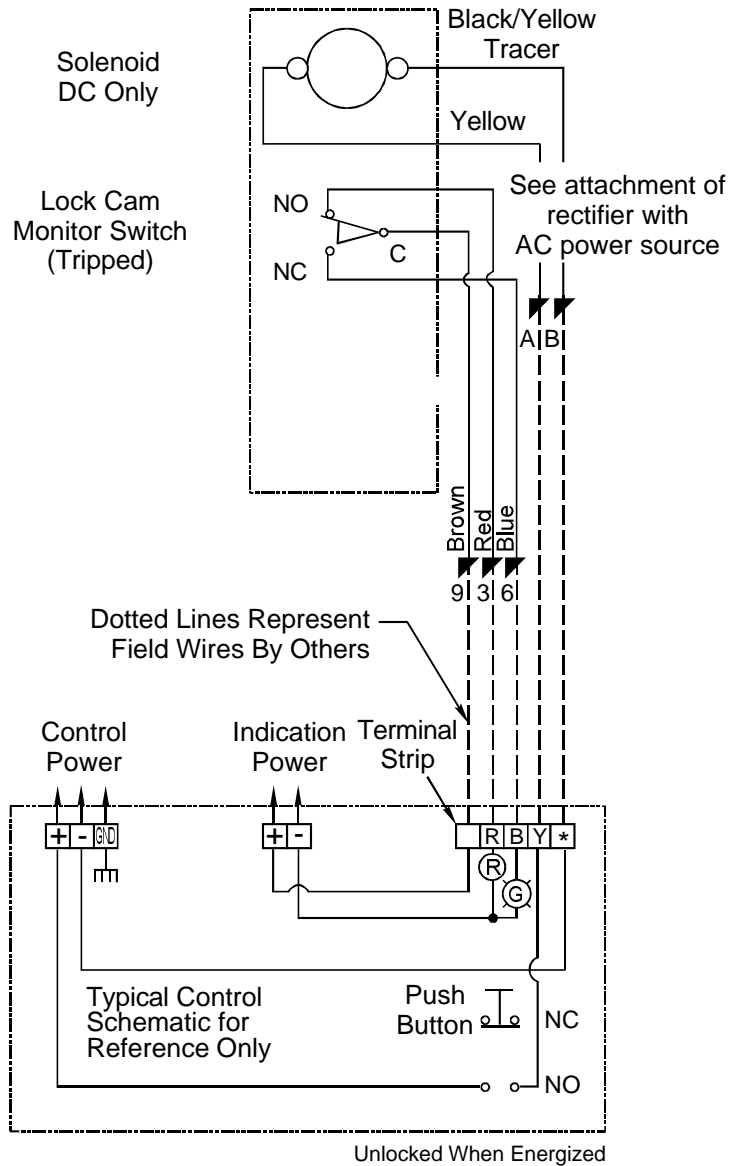 Black/Yellow
Tracer
Solenoid
DC Only
Yellow
Lock Cam
Monitor Switch
(Tripped)
NO
C
NC
See attachment of
rectifier with
AC power source
A B
Brown
Red
Blue
9 3 6
Dotted Lines Represent
Field Wires By Others
Control
Power
Indication
Power
Terminal
Strip
+ - GND
+ -
R B Y *
R
G
Typical Control
Schematic for
Reference Only
Push
Button
NC
NO
Unlocked When Energized